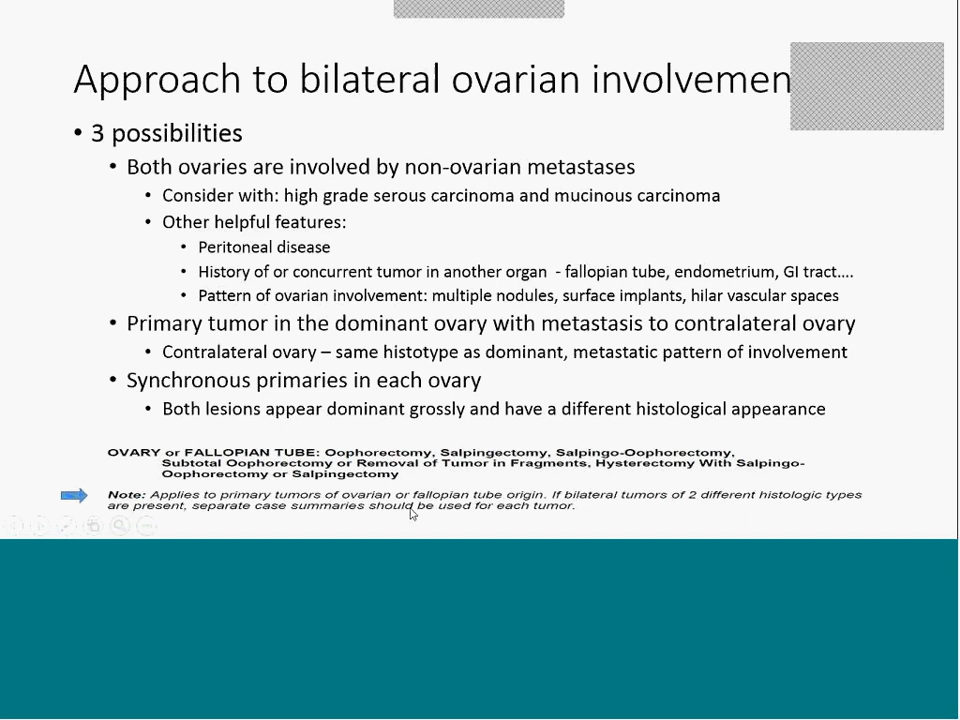 Approach to bilateral ovarian involvemen
• 3 possibilities
• Both ovaries are involved by non-ovarian metastases
• Consider with: high grade serous carcinoma and mucinous carcinoma
• Other helpful features:
• Peritoneal disease
• History of or concurrent tumor in another organ - fallopian tube, endometrium, GI tract....
• Pattern of ovarian involvement: multiple nodules, surface implants, hilar vascular spaces
• Primary tumor in the dominant ovary with metastasis to contralateral ovary
• Contralateral ovary – same histotype as dominant, metastatic pattern of involvement
• Synchronous primaries in each ovary
• Both lesions appear dominant grossly and have a different histological appearance
OVARY or FALLOPIAN TUBE: Oophorectomy, Salpingectomy, Salpingo-Oophorectomy,
Subtotal Oophorectomy or Removal of Tumor in Fragments, Hysterectomy With Salpingo-
Oophorectomy or Salpingectomy
Note: Applies to primary tumors of ovarian or fallopian tube origin. If bilateral tumors of 2 different histologic types
are present, separate case summaries should be used for each tumor.